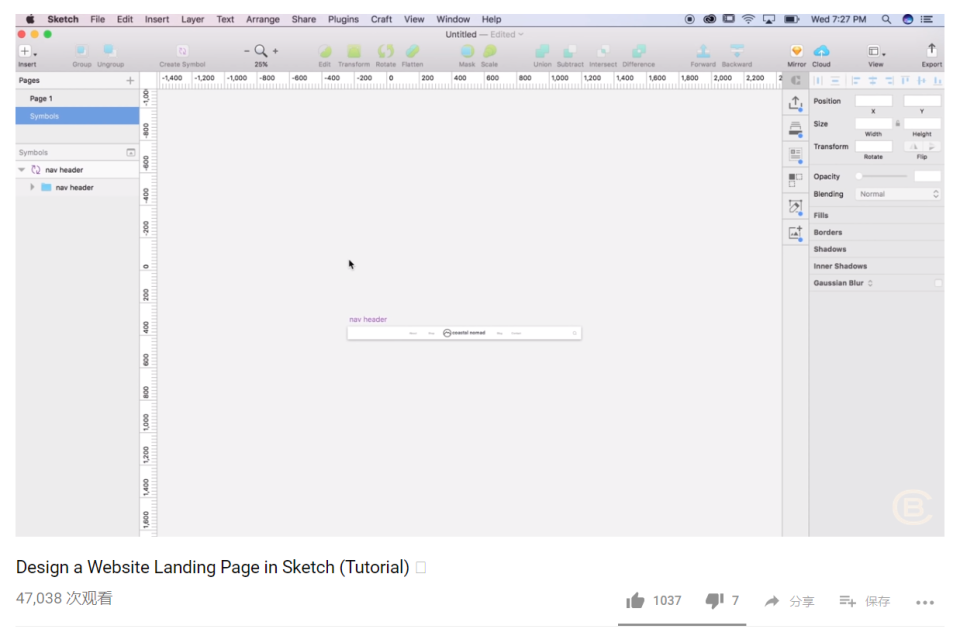 Sketch File Edit Insert Layer Text Arrange Share Plugins Craft View Window Help Wed 7:27 PM
Untitled — Edited
Insert Group Ungroup Create Symbol 25% Edit Transform Rotate Flatten Mask Scale Union Subtract Intersect Difference Forward Backward Mirror Cloud View Export
Pages
-1,400 -1,200 -1,000 -800 -600 -400 -200 0 200 400 600 800 1,000 1,200 1,400 1,600 1,800 2,000 2,200 2
Page 1
Symbols
Symbols
nav header
nav header
-1,00
-800
-600
-400
-200
0
200
400
600
800
1,000
1,200
1,400
1,600
nav header
coastal nomad
Position
X Y
Size
Width Height
Transform
Rotate Flip
Opacity
Blending Normal
Fills
Borders
Shadows
Inner Shadows
Gaussian Blur
Design a Website Landing Page in Sketch (Tutorial)
47,038 次观看
1037 7 分享 保存